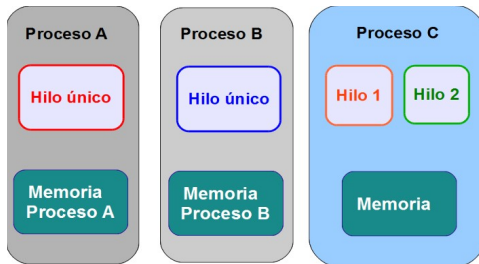 Proceso A
Hilo único
Memoria
Proceso A
Proceso B
Hilo único
Memoria
Proceso B
Proceso C
Hilo 1
Hilo 2
Memoria